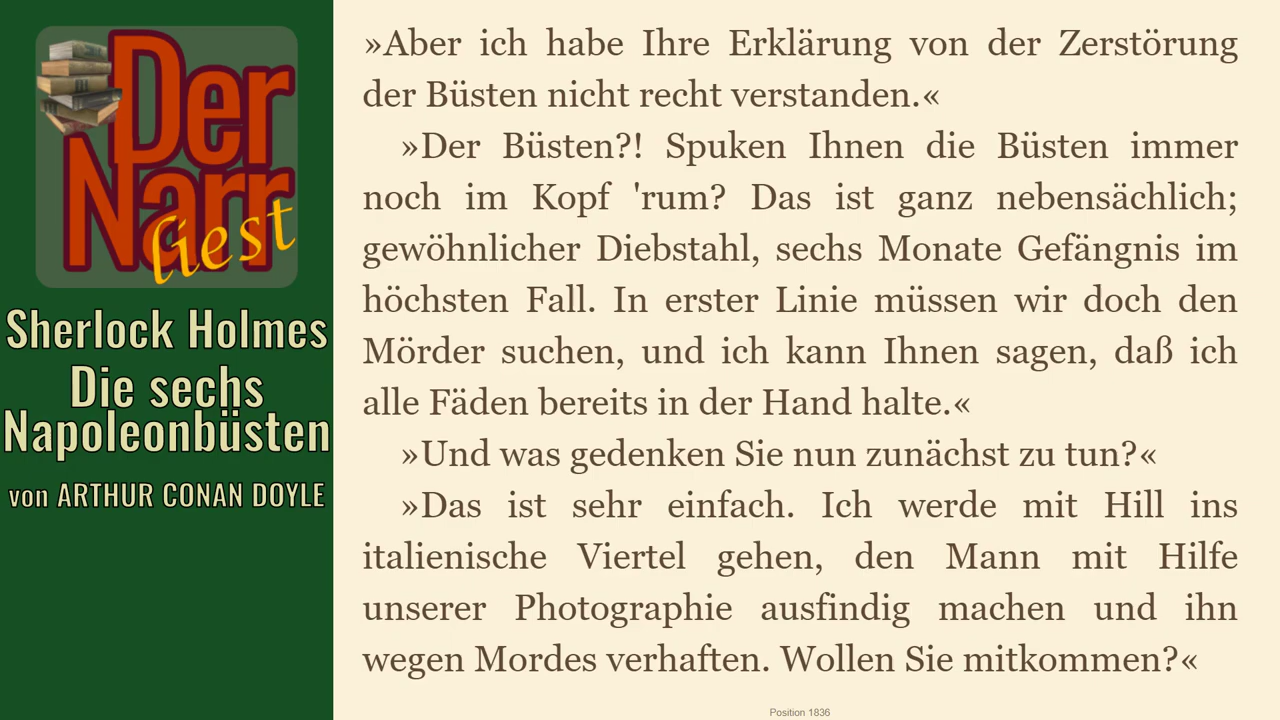 Der
Narr
liest
Sherlock Holmes
Die sechs
Napoleonbüsten
von ARTHUR CONAN DOYLE
»Aber ich habe Ihre Erklärung von der Zerstörung
der Büsten nicht recht verstanden.«
»Der Büsten?! Spuken Ihnen die Büsten immer
noch im Kopf 'rum? Das ist ganz nebensächlich;
gewöhnlicher Diebstahl, sechs Monate Gefängnis im
höchsten Fall. In erster Linie müssen wir doch den
Mörder suchen, und ich kann Ihnen sagen, daß ich
alle Fäden bereits in der Hand halte.«
»Und was gedenken Sie nun zunächst zu tun?«
»Das ist sehr einfach. Ich werde mit Hill ins
italienische Viertel gehen, den Mann mit Hilfe
unserer Photographie ausfindig machen und ihn
wegen Mordes verhaften. Wollen Sie mitkommen?«
Position 1836